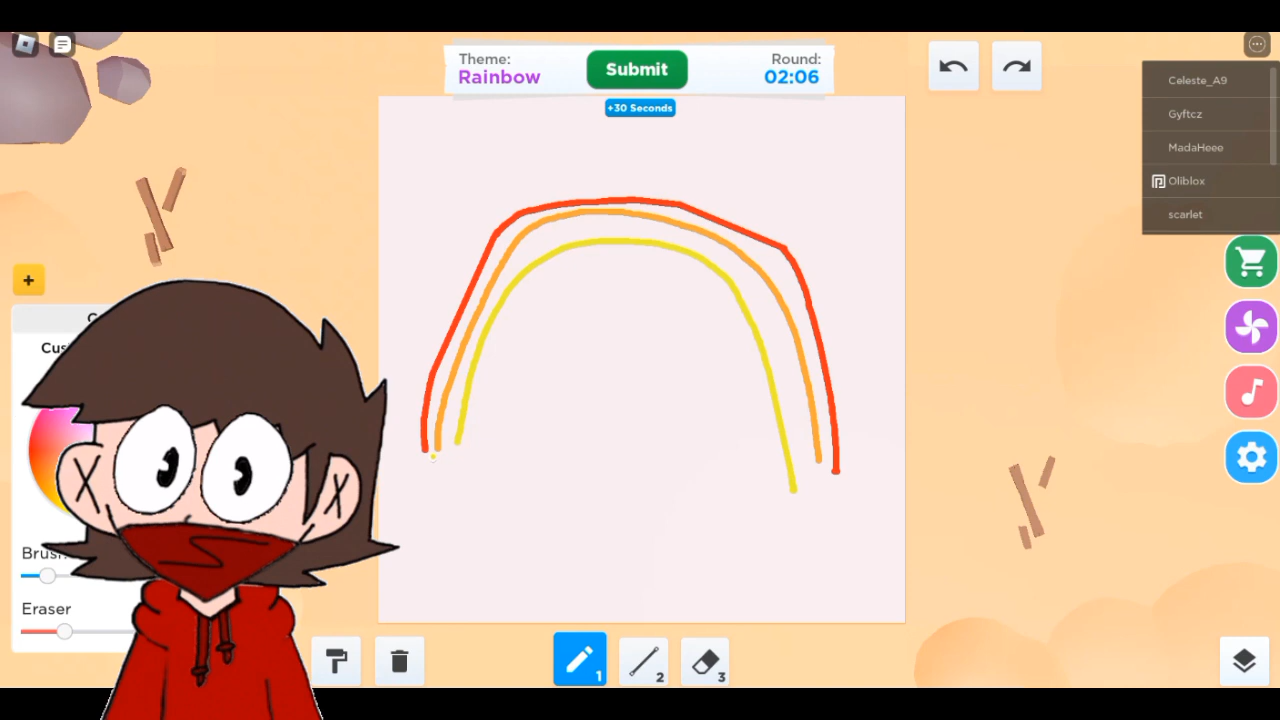 Theme:
Rainbow
Submit
Round:
02:06
+30 Seconds
Celeste_A9
Gyftcz
MadaHeee
Oliblox
scarlet
+
Eraser
1
2
3